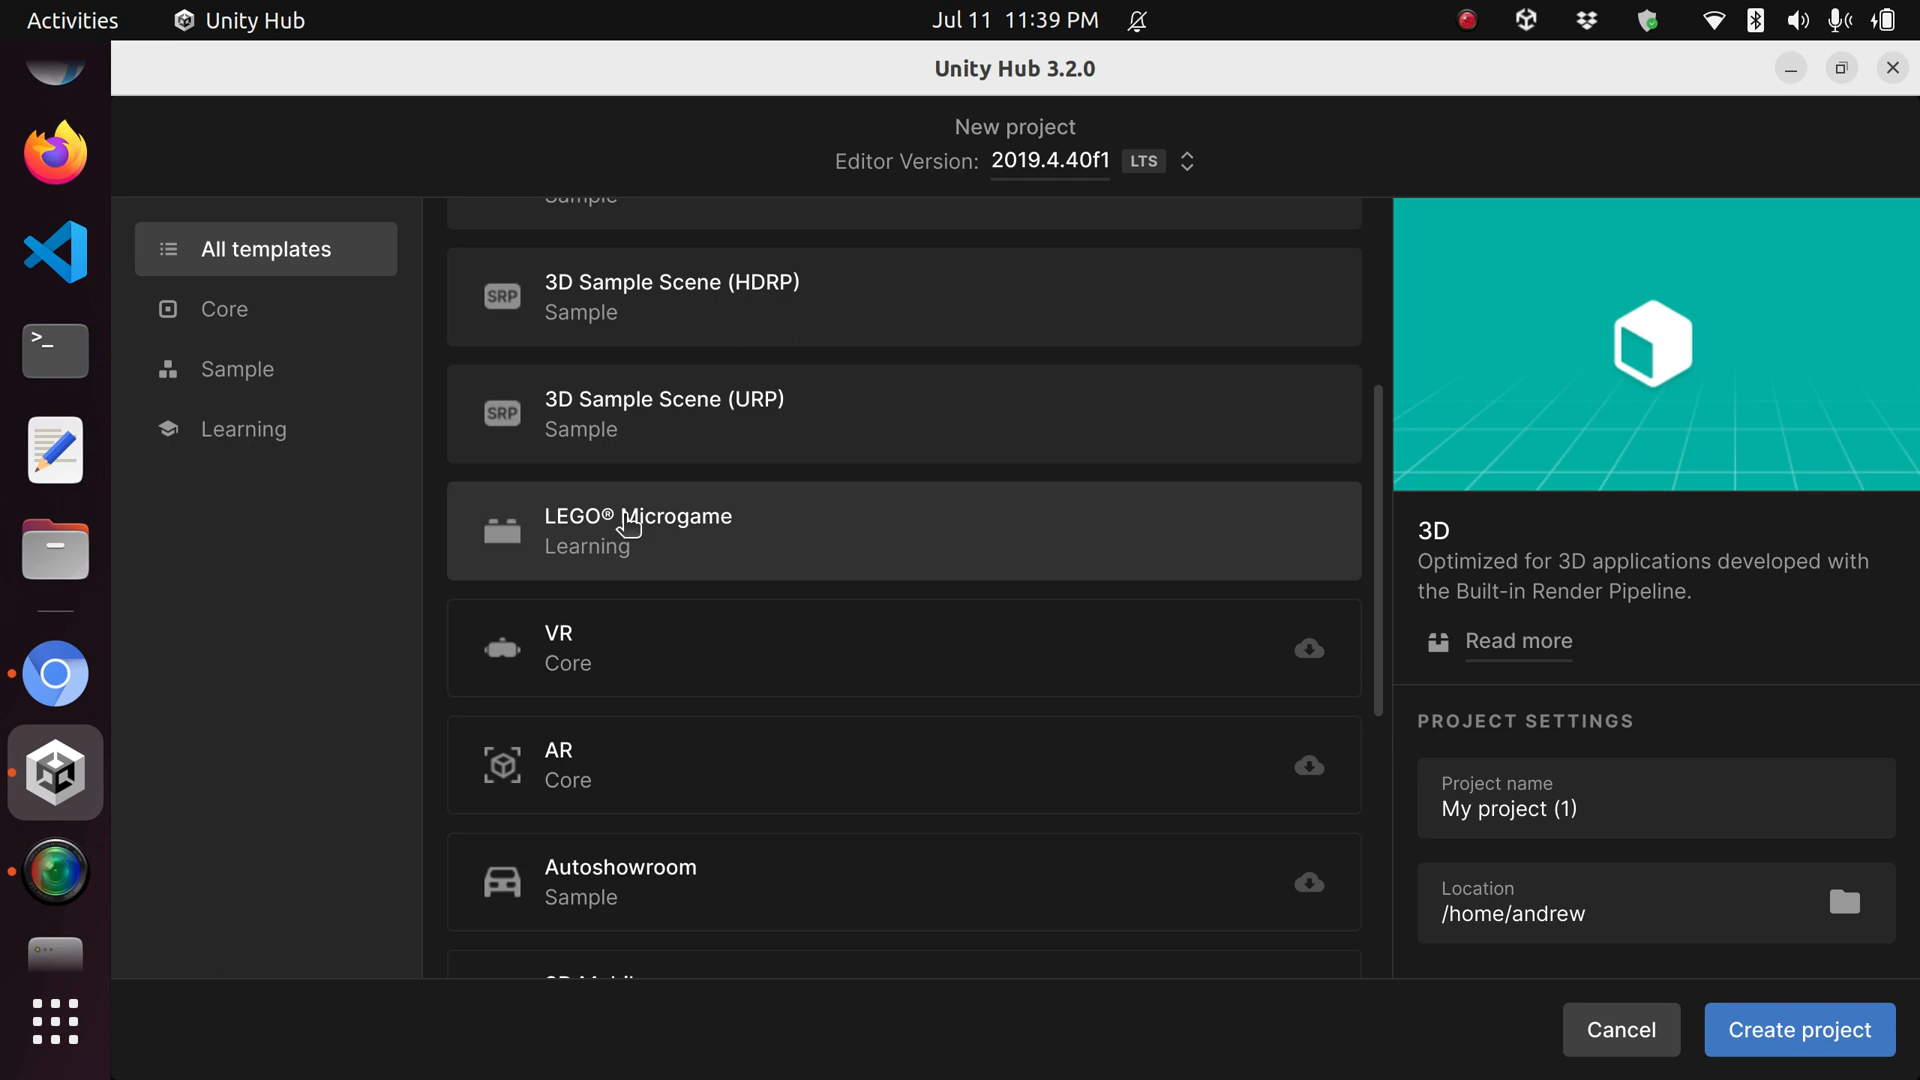 Activities
Unity Hub
Jul 11 11:39 PM
Unity Hub 3.2.0
New project
Editor Version: 2019.4.40f1 LTS
All templates
Core
Sample
Learning
Sample
3D Sample Scene (HDRP)
SRP
Sample
3D Sample Scene (URP)
SRP
Sample
LEGO® Microgame
Learning
VR
Core
AR
Core
Autoshowroom
Sample
3D
Optimized for 3D applications developed with
the Built-in Render Pipeline.
Read more
PROJECT SETTINGS
Project name
My project (1)
Location
/home/andrew
Cancel
Create project